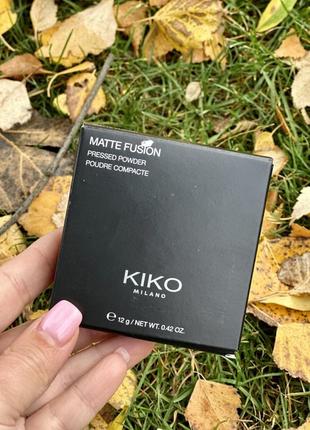 MATTE FUSION
PRESSED POWDER
POUDRE COMPACTE
KIKO
MILANO
℮ 12 g / NET WT. 0.42 OZ.